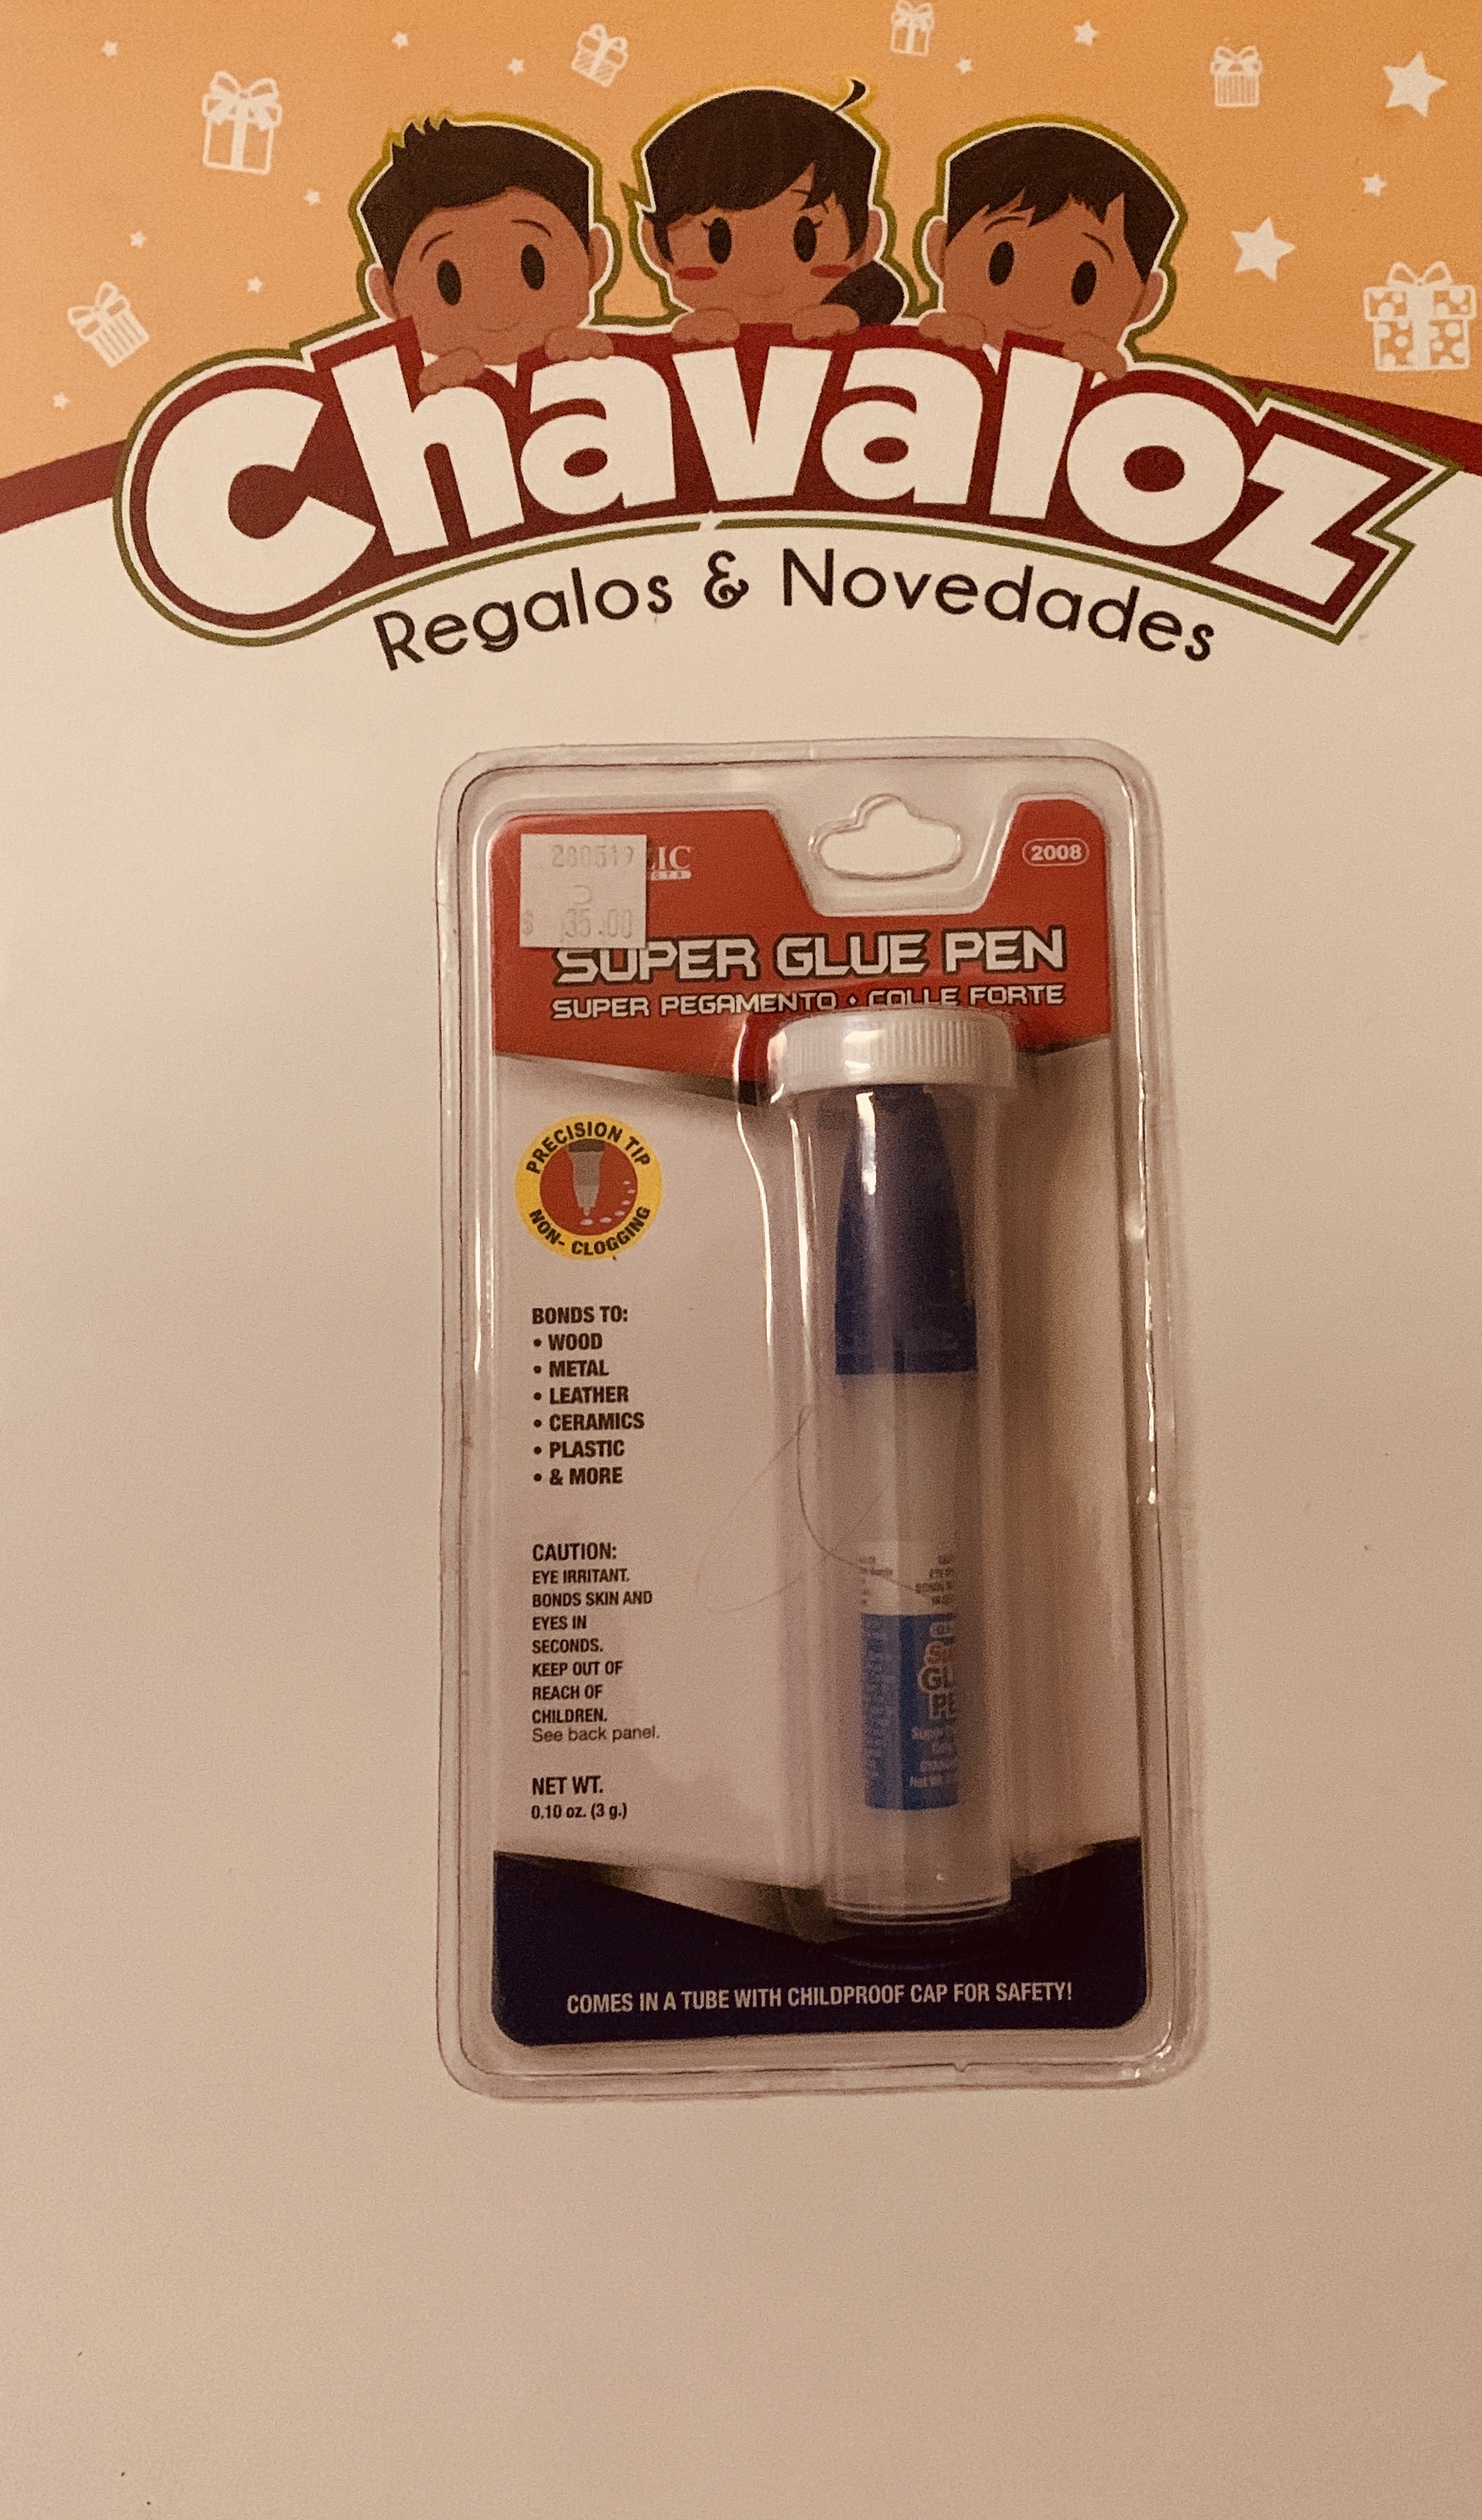 Chavaloz
Regalos & Novedades
280519
$ 35.00
2008
SUPER GLUE PEN
SUPER PEGAMENTO • COLLE FORTE
PRECISION TIP
NON- CLOGGING
BONDS TO:
• WOOD
• METAL
• LEATHER
• CERAMICS
• PLASTIC
• & MORE
CAUTION:
EYE IRRITANT.
BONDS SKIN AND
EYES IN
SECONDS.
KEEP OUT OF
REACH OF
CHILDREN.
See back panel.
NET WT.
0.10 oz. (3 g.)
COMES IN A TUBE WITH CHILDPROOF CAP FOR SAFETY!